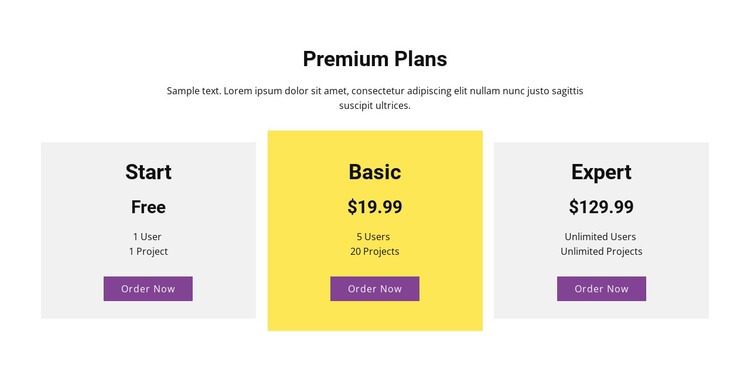 Premium Plans
Sample text. Lorem ipsum dolor sit amet, consectetur adipiscing elit nullam nunc justo sagittis
suscipit ultrices.
Start
Free
1 User
1 Project
Order Now
Basic
$19.99
5 Users
20 Projects
Order Now
Expert
$129.99
Unlimited Users
Unlimited Projects
Order Now